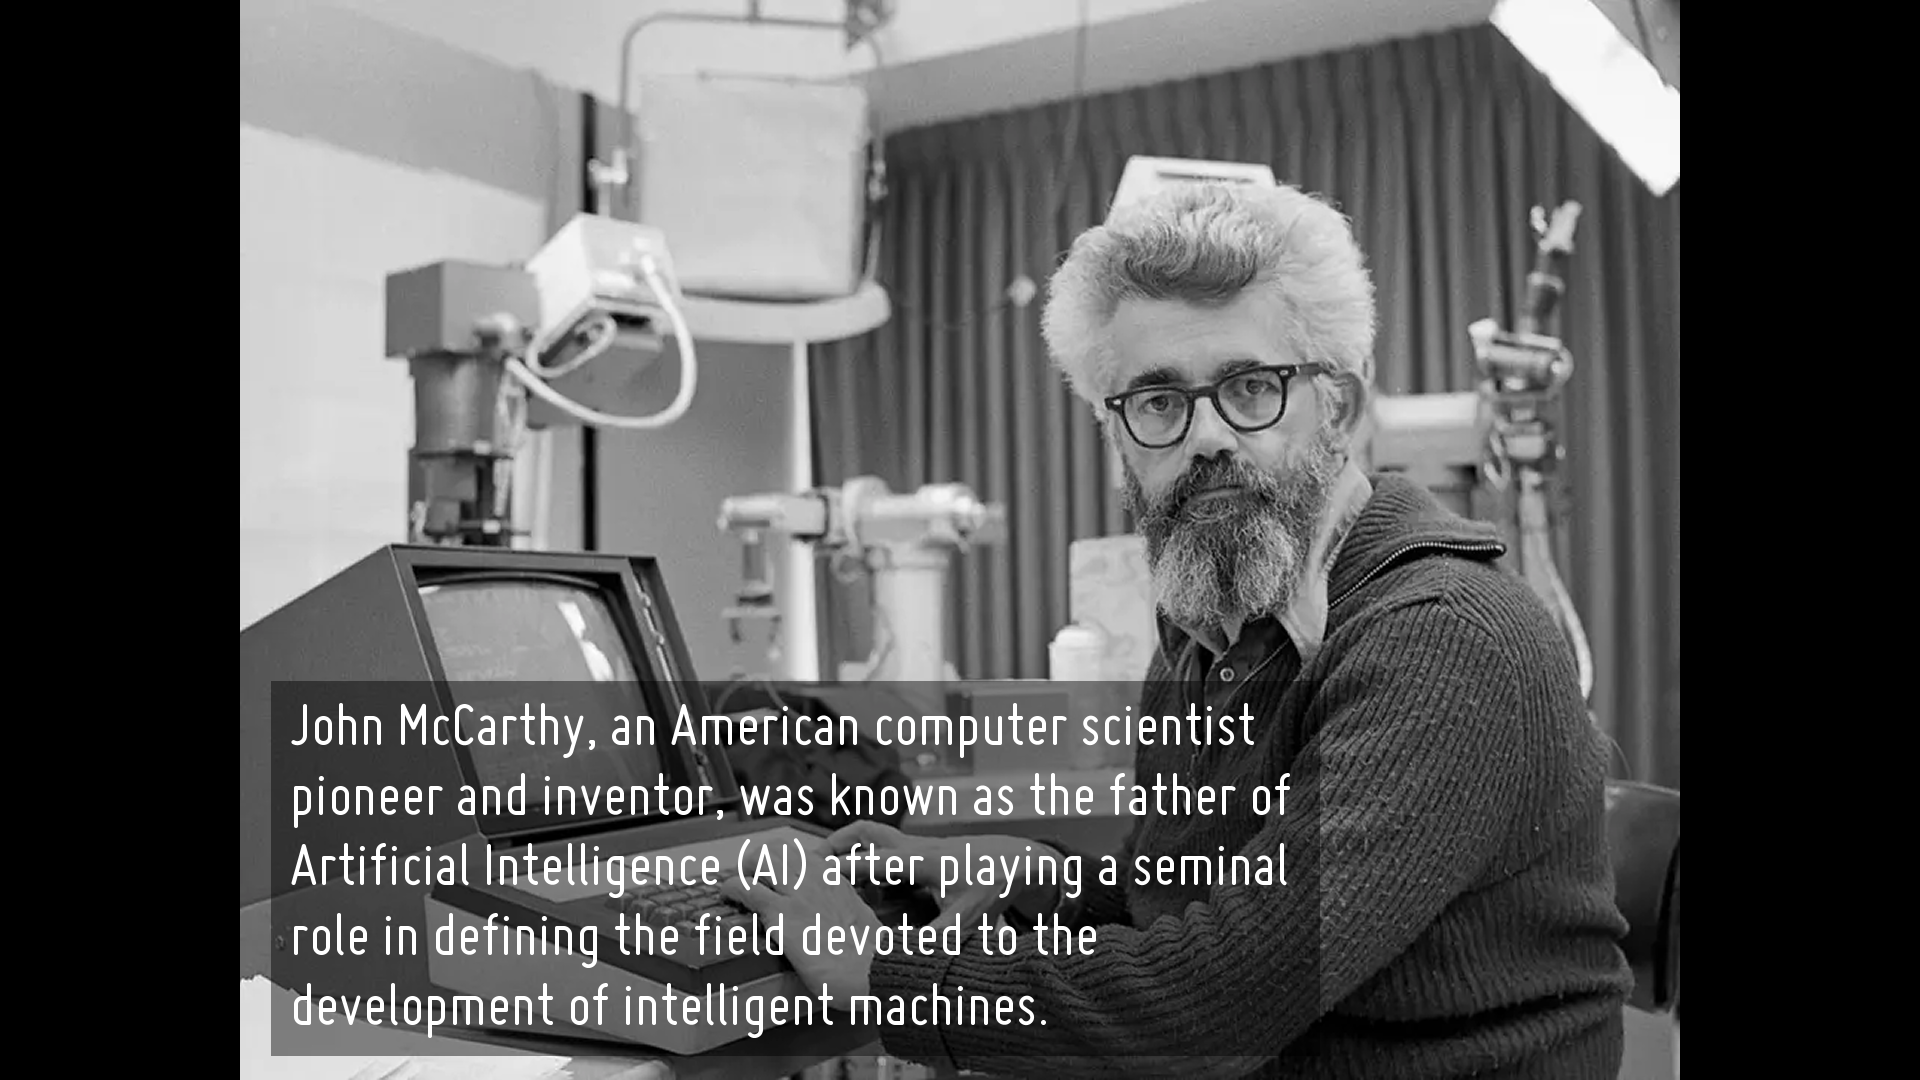 John McCarthy, an American computer scientist
pioneer and inventor, was known as the father of
Artificial Intelligence (AI) after playing a seminal
role in defining the field devoted to the
development of intelligent machines.